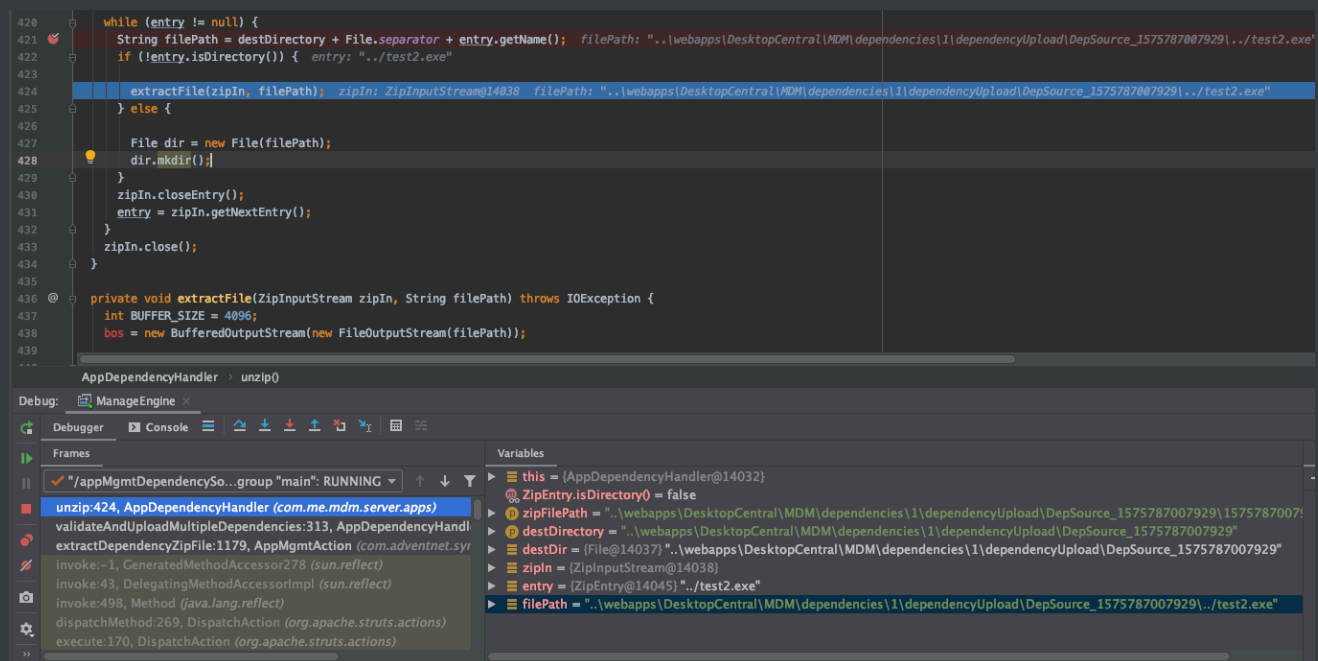 420 while (entry != null) {
421 String filePath = destDirectory + File.separator + entry.getName(); filePath: "..\webapps\DesktopCentral\MDM\dependencies\1\dependencyUpload\DepSource_1575787007929\../test2.exe"
422 if (!entry.isDirectory()) { entry: "../test2.exe"
423
424 extractFile(zipIn, filePath); zipIn: ZipInputStream@14038 filePath: "..\webapps\DesktopCentral\MDM\dependencies\1\dependencyUpload\DepSource_1575787007929\../test2.exe"
425 } else {
426
427 File dir = new File(filePath);
428 dir.mkdir();
429 }
430 zipIn.closeEntry();
431 entry = zipIn.getNextEntry();
432 }
433 zipIn.close();
434 }
435
436 @ private void extractFile(ZipInputStream zipIn, String filePath) throws IOException {
437 int BUFFER_SIZE = 4096;
438 bos = new BufferedOutputStream(new FileOutputStream(filePath));
439
AppDependencyHandler › unzip()
Debug: ManageEngine ×
Debugger Console
Frames
"/appMgmtDependencySo...group "main": RUNNING
unzip:424, AppDependencyHandler (com.me.mdm.server.apps)
validateAndUploadMultipleDependencies:313, AppDependencyHandl
extractDependencyZipFile:1179, AppMgmtAction (com.adventnet.syr
invoke:-1, GeneratedMethodAccessor278 (sun.reflect)
invoke:43, DelegatingMethodAccessorImpl (sun.reflect)
invoke:498, Method (java.lang.reflect)
dispatchMethod:269, DispatchAction (org.apache.struts.actions)
execute:170, DispatchAction (org.apache.struts.actions)
Variables
this = {AppDependencyHandler@14032}
ZipEntry.isDirectory() = false
zipFilePath = "..\webapps\DesktopCentral\MDM\dependencies\1\dependencyUpload\DepSource_1575787007929\15757870079
destDirectory = "..\webapps\DesktopCentral\MDM\dependencies\1\dependencyUpload\DepSource_1575787007929"
destDir = {File@14037} "..\webapps\DesktopCentral\MDM\dependencies\1\dependencyUpload\DepSource_1575787007929"
zipIn = {ZipInputStream@14038}
entry = {ZipEntry@14045} "../test2.exe"
filePath = "..\webapps\DesktopCentral\MDM\dependencies\1\dependencyUpload\DepSource_1575787007929\../test2.exe"